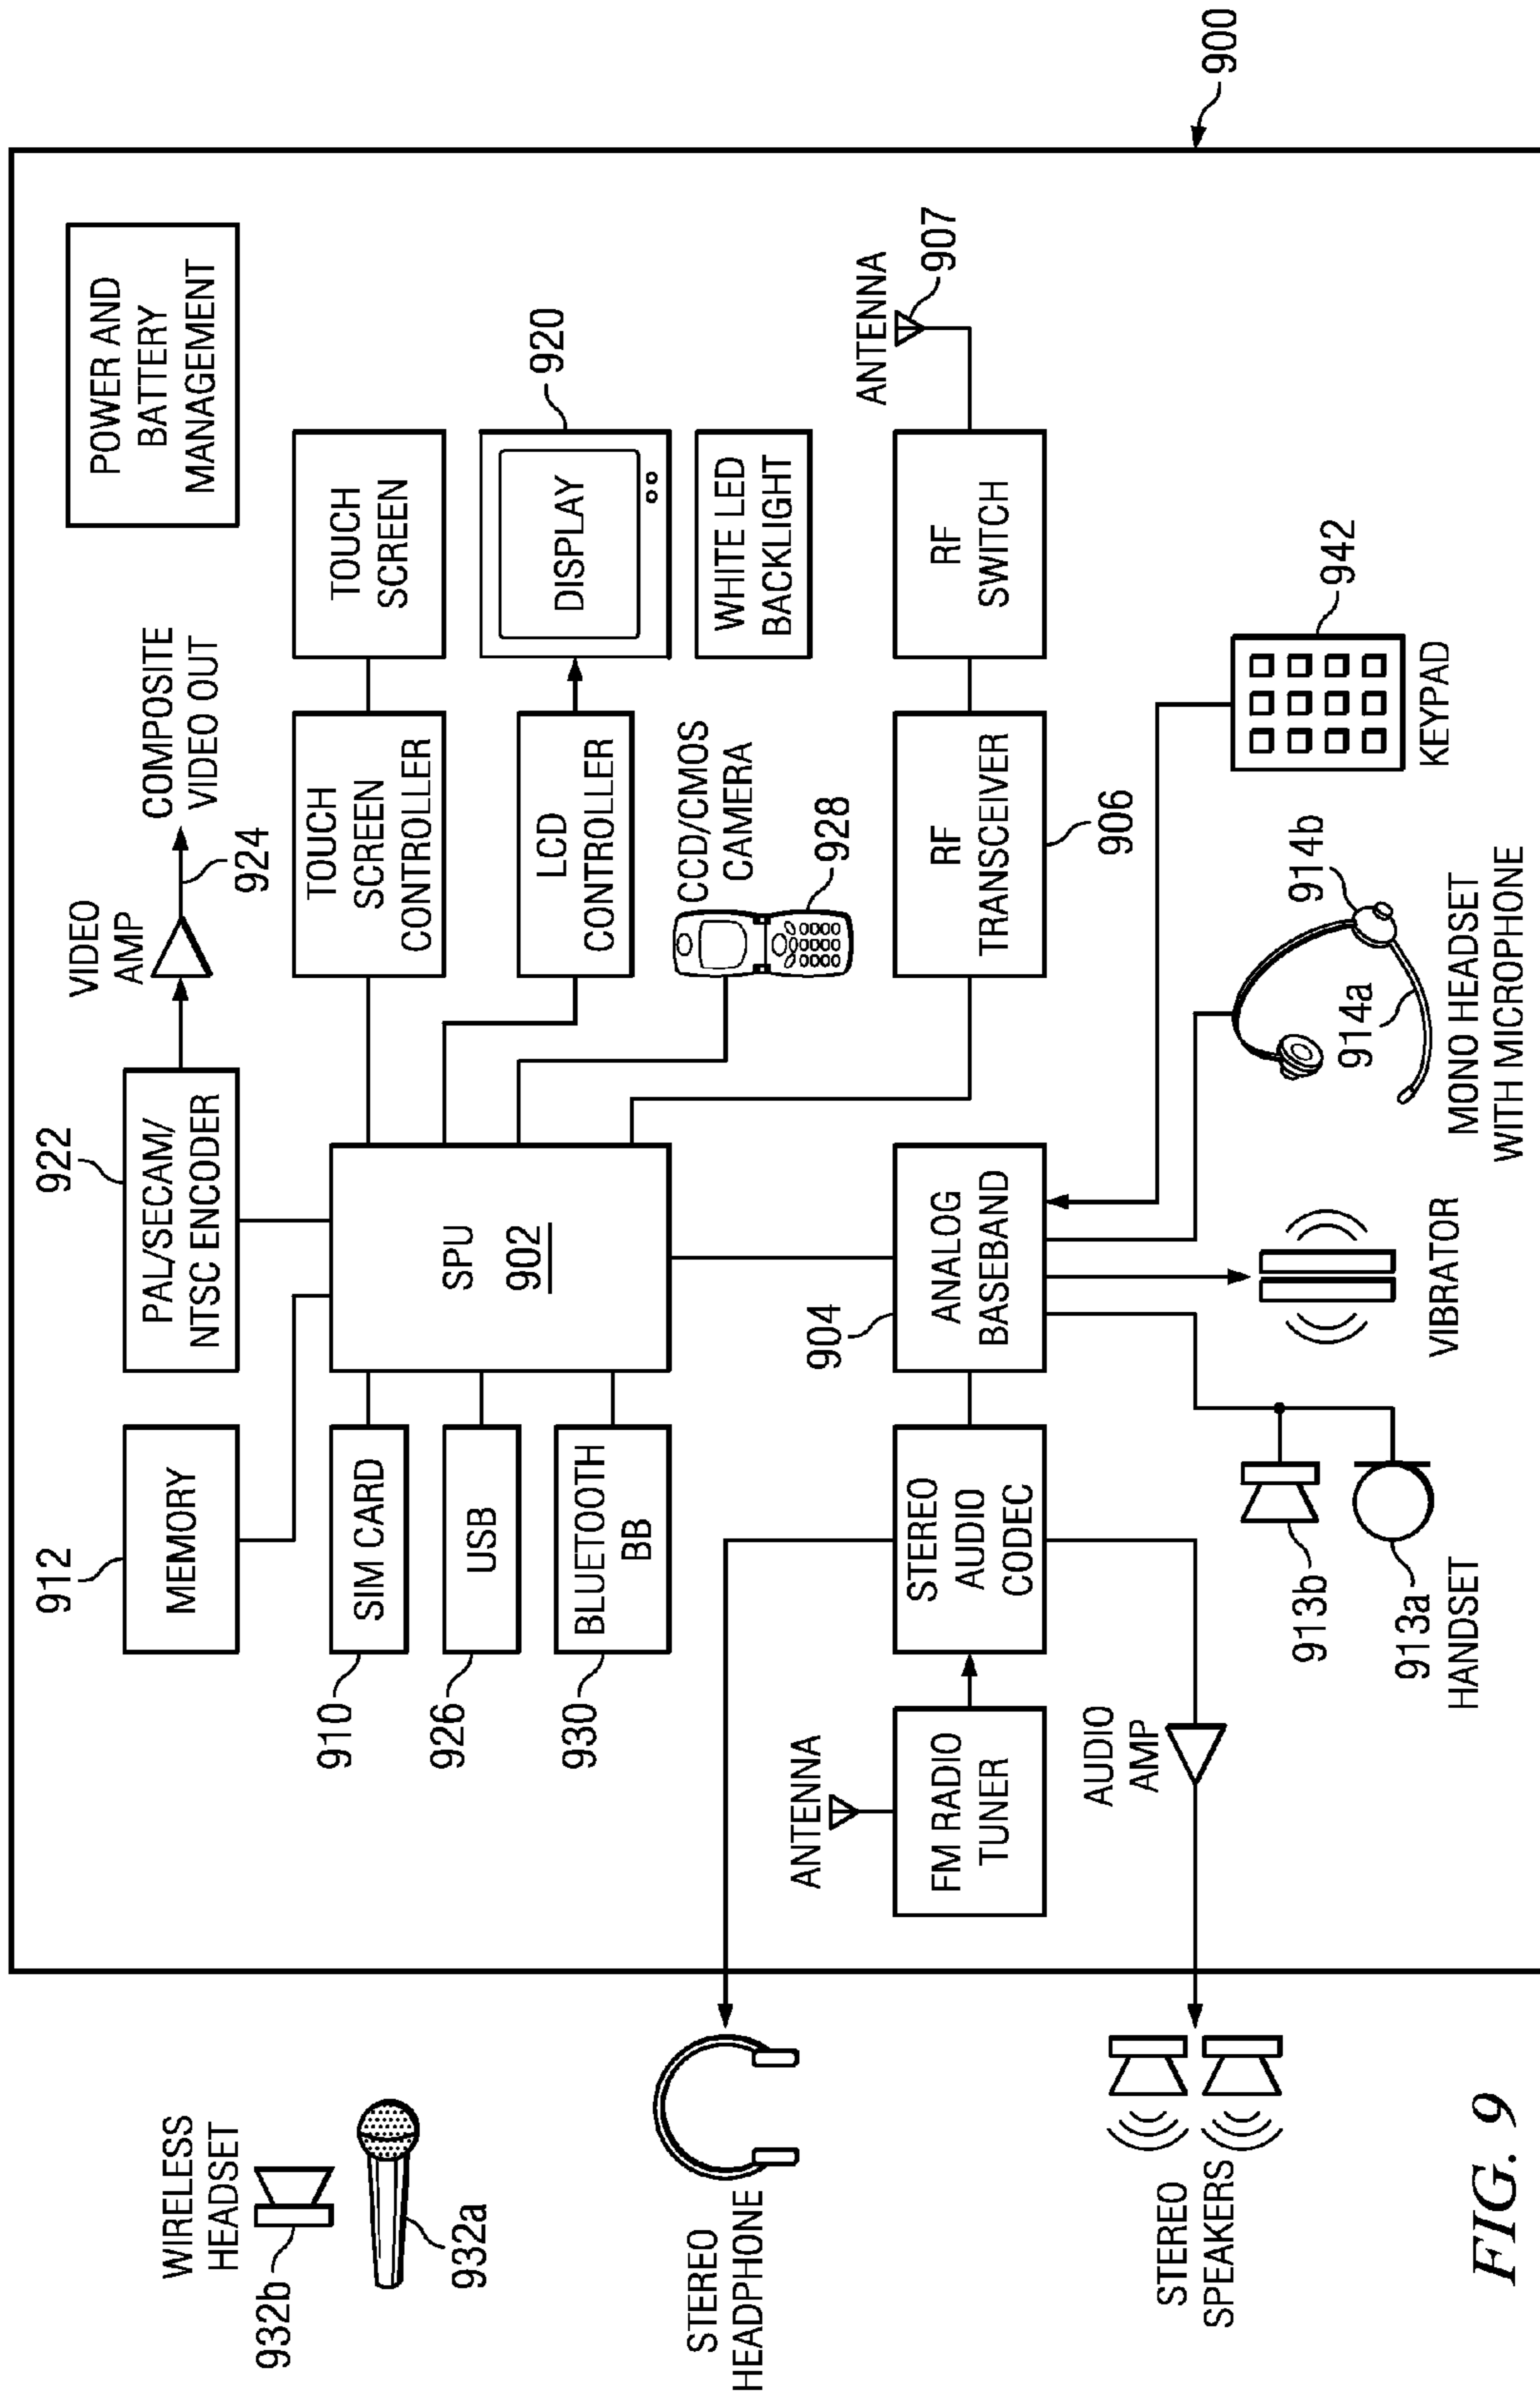 900
POWER AND
BATTERY
MANAGEMENT
COMPOSITE
VIDEO OUT
VIDEO
AMP
924
922
PAL/SECAM/
NTSC ENCODER
912
MEMORY
TOUCH
SCREEN
TOUCH
SCREEN
CONTROLLER
920
DISPLAY
LCD
CONTROLLER
WHITE LED
BACKLIGHT
CCD/CMOS
CAMERA
928
SPU
902
SIM CARD
910
USB
926
BLUETOOTH
BB
930
WIRELESS
HEADSET
932b
932a
ANTENNA
907
RF
SWITCH
RF
TRANSCEIVER
906
904
ANALOG
BASEBAND
STEREO
AUDIO
CODEC
ANTENNA
FM RADIO
TUNER
STEREO
HEADPHONE
AUDIO
AMP
STEREO
SPEAKERS
942
KEYPAD
914b
914a
MONO HEADSET
WITH MICROPHONE
VIBRATOR
913b
913a
HANDSET
FIG. 9